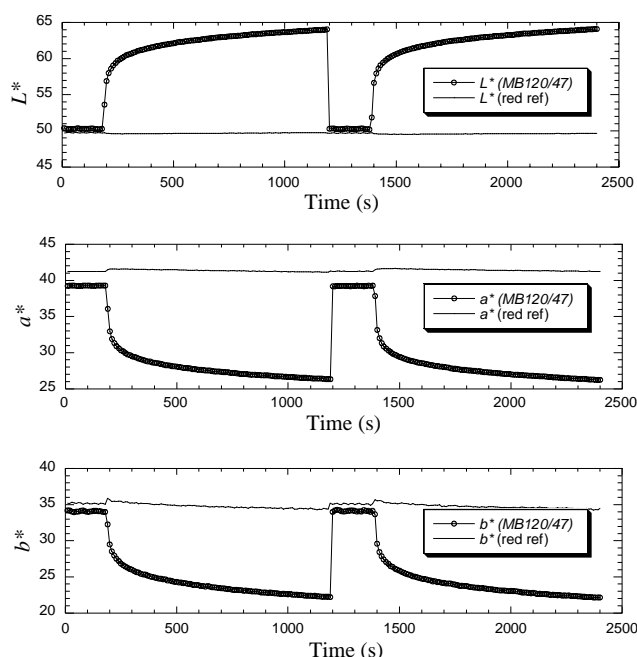 65
60
55
50
45
L*
L* (MB120/47)
L* (red ref)
0 500 1000 1500 2000 2500
Time (s)
45
40
35
30
25
a*
a* (MB120/47)
a* (red ref)
0 500 1000 1500 2000 2500
Time (s)
40
35
30
25
20
b*
b* (MB120/47)
b* (red ref)
0 500 1000 1500 2000 2500
Time (s)